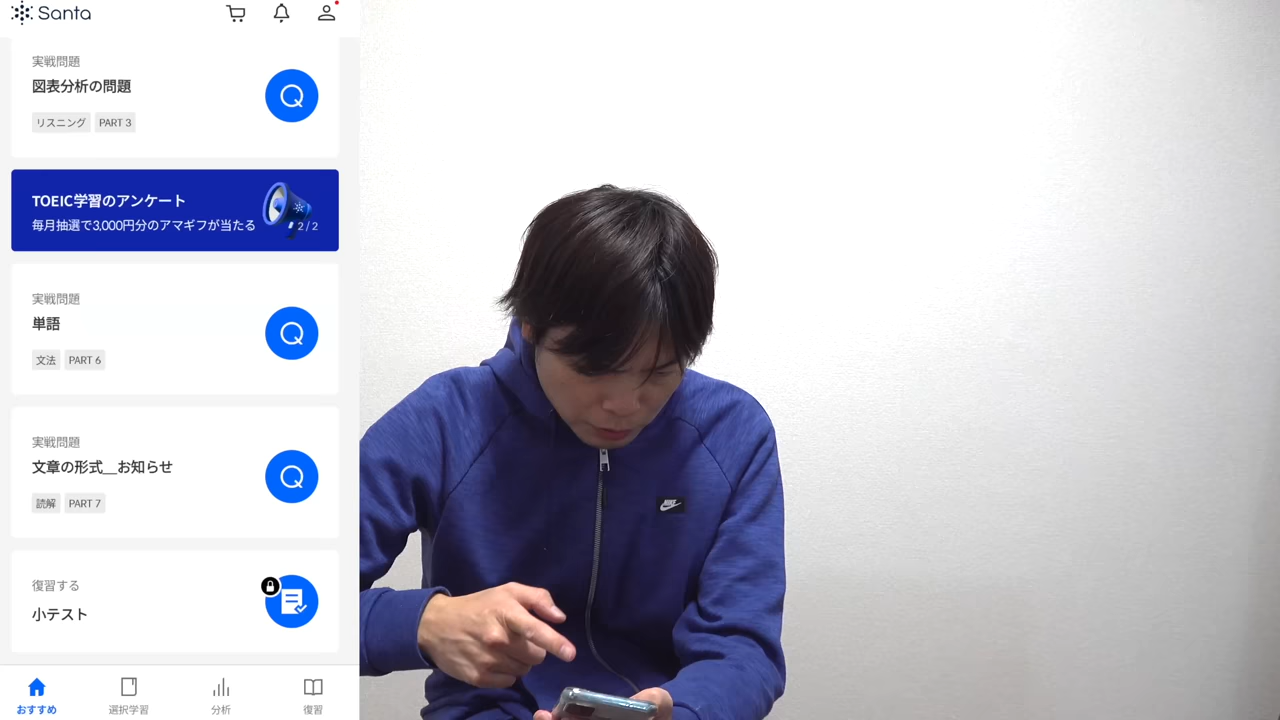 Santa
実戦問題
図表分析の問題
リスニング PART 3
TOEIC学習のアンケート
毎月抽選で3,000円分のアマギフが当たる
2/2
実戦問題
単語
文法 PART 6
実戦問題
文章の形式__お知らせ
読解 PART 7
復習する
小テスト
おすすめ 選択学習 分析 復習
NIKE